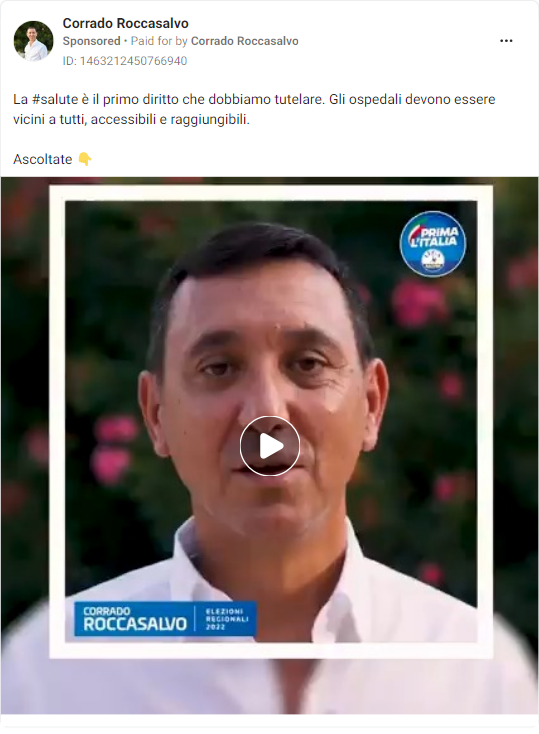 Corrado Roccasalvo
Sponsored • Paid for by Corrado Roccasalvo
ID: 1463212450766940
La #salute è il primo diritto che dobbiamo tutelare. Gli ospedali devono essere
vicini a tutti, accessibili e raggiungibili.
Ascoltate 👇
PRIMA
L'ITALIA
CORRADO
ROCCASALVO
ELEZIONI
REGIONALI
2022